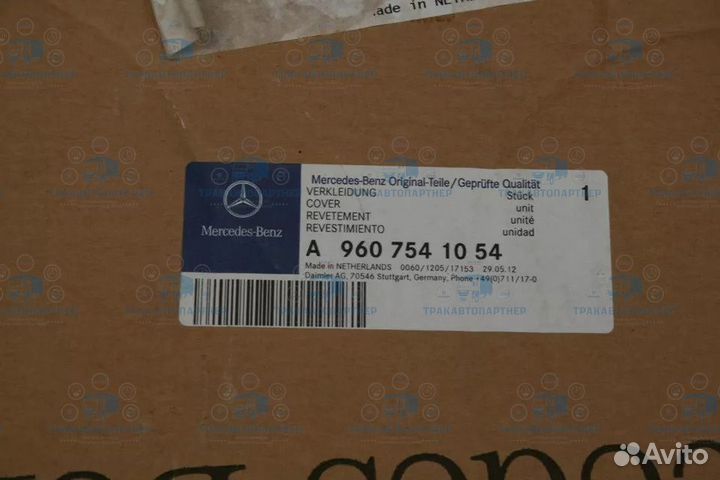 ade in NETH
Mercedes-Benz
Mercedes-Benz Original-Teile/Geprüfte Qualität
VERKLEIDUNG Stück 1
COVER unit
REVETEMENT unité
REVESTIMIENTO unidad
A 960 754 10 54
Made in NETHERLANDS 0060/1205/17153 29.05.12
Daimler AG, 70546 Stuttgart, Germany, Phone +49(0)711/17-0
ТРАКАВТОПАРТНЕР
Avito